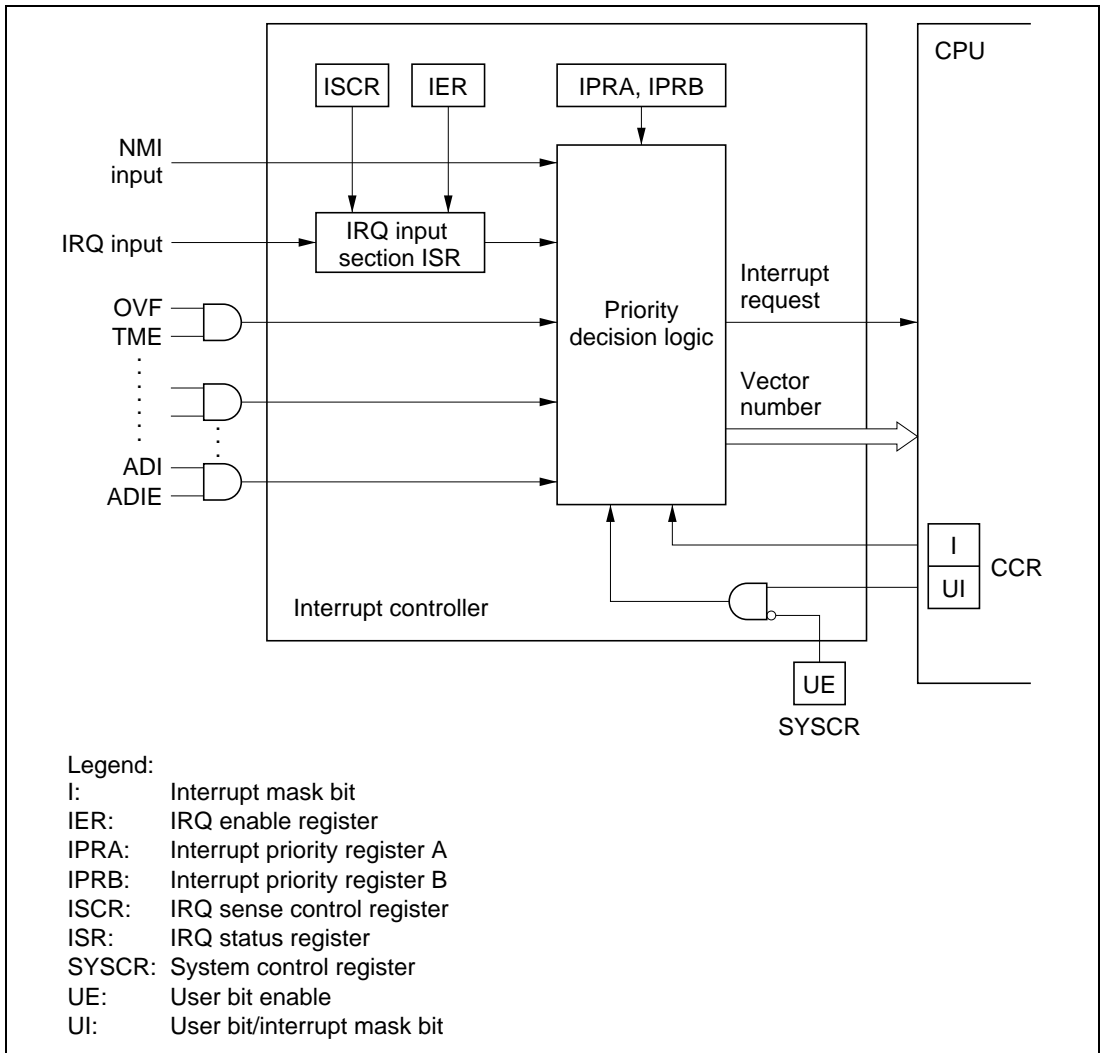 CPU
ISCR
IER
IPRA, IPRB
NMI
input
IRQ input
IRQ input
section ISR
OVF
TME
Priority
decision logic
Interrupt
request
Vector
number
ADI
ADIE
I
UI
CCR
Interrupt controller
UE
SYSCR
Legend:
I: Interrupt mask bit
IER: IRQ enable register
IPRA: Interrupt priority register A
IPRB: Interrupt priority register B
ISCR: IRQ sense control register
ISR: IRQ status register
SYSCR: System control register
UE: User bit enable
UI: User bit/interrupt mask bit